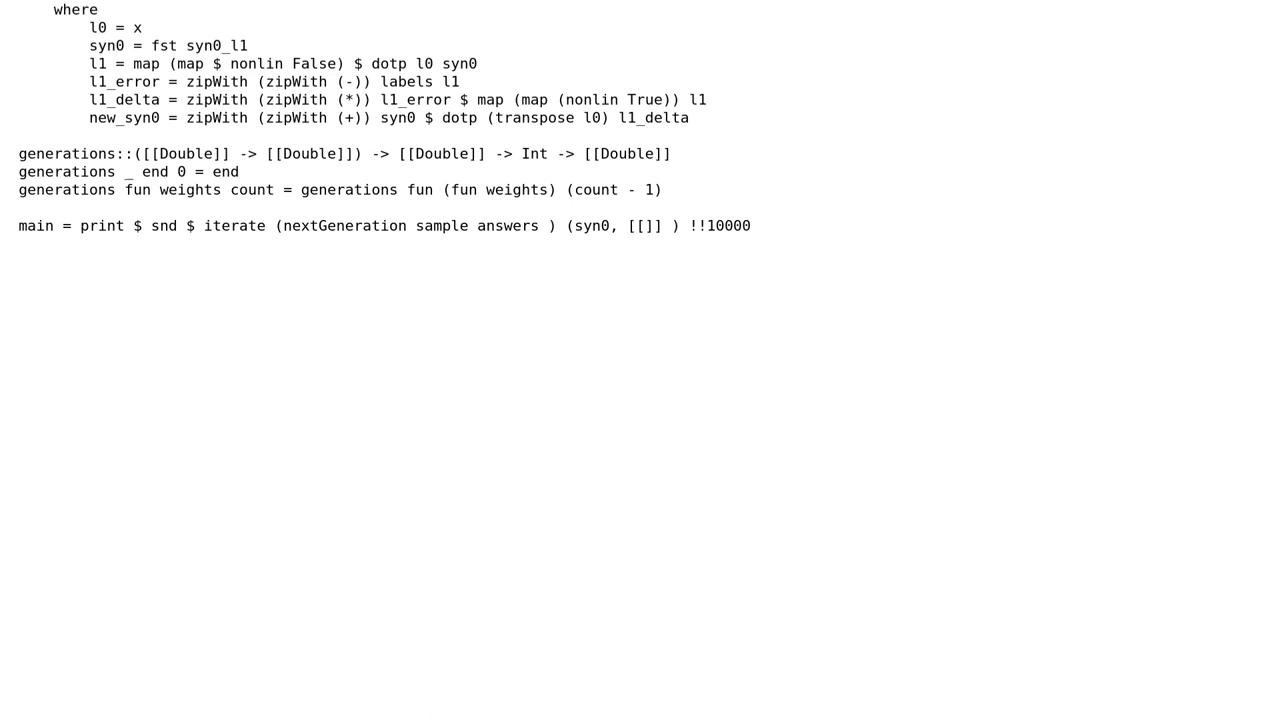 where
        l0 = x
        syn0 = fst syn0_l1
        l1 = map (map $ nonlin False) $ dotp l0 syn0
        l1_error = zipWith (zipWith (-)) labels l1
        l1_delta = zipWith (zipWith (*)) l1_error $ map (map (nonlin True)) l1
        new_syn0 = zipWith (zipWith (+)) syn0 $ dotp (transpose l0) l1_delta

generations::([[Double]] -> [[Double]]) -> [[Double]] -> Int -> [[Double]]
generations _ end 0 = end
generations fun weights count = generations fun (fun weights) (count - 1)

main = print $ snd $ iterate (nextGeneration sample answers ) (syn0, [[]] ) !!10000